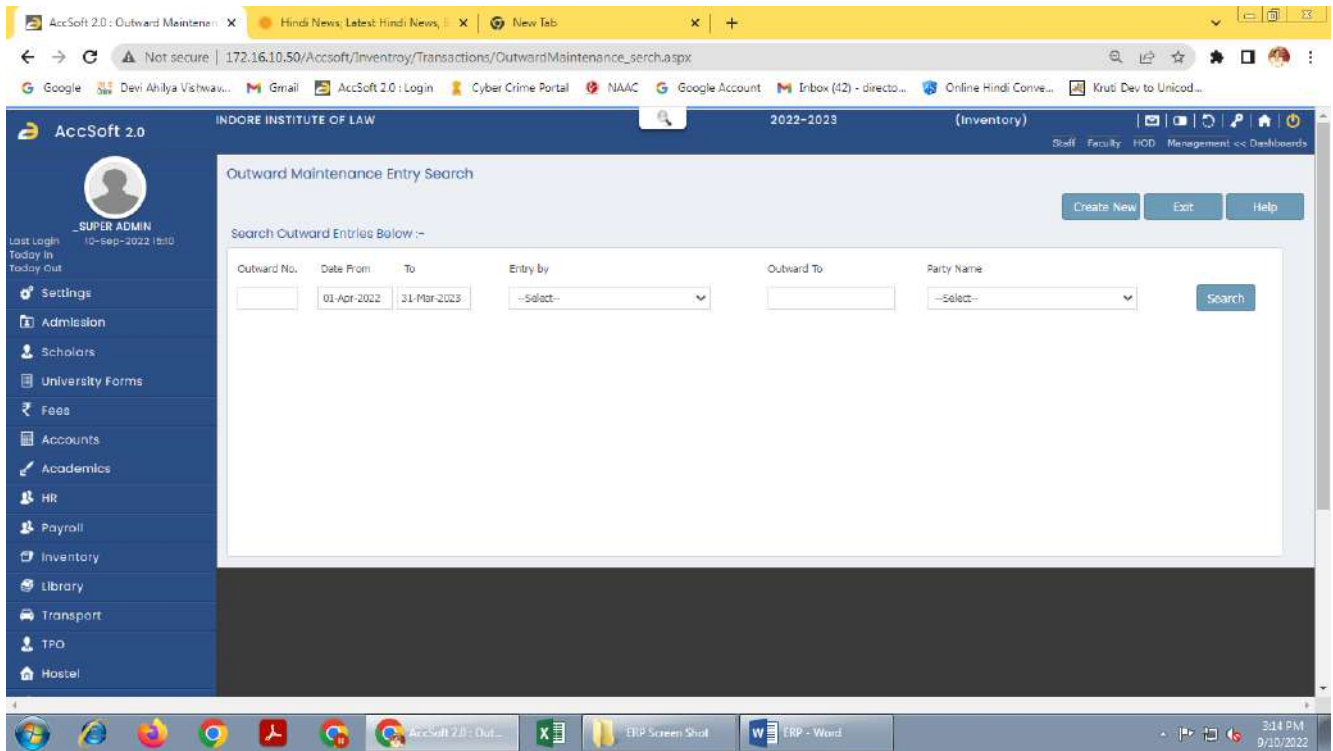 AccSoft 2.0 : Outward Maintenan
Hindi News; Latest Hindi News,
New Tab
Not secure | 172.16.10.50/Accsoft/Inventroy/Transactions/OutwardMaintenance_serch.aspx
Google
Devi Ahilya Vishwav...
Gmail
AccSoft 2.0 : Login
Cyber Crime Portal
NAAC
Google Account
Inbox (42) - directo...
Online Hindi Conve...
Kruti Dev to Unicod...
AccSoft 2.0
INDORE INSTITUTE OF LAW
2022-2023
(Inventory)
Staff Faculty HOD Management << Dashboards
_SUPER ADMIN
Last Login 10-Sep-2022 15:10
Today In
Today Out
Settings
Admission
Scholars
University Forms
Fees
Accounts
Academics
HR
Payroll
Inventory
Library
Transport
TPO
Hostel
Outward Maintenance Entry Search
Create New
Exit
Help
Search Outward Entries Below :-
Outward No. Date From To Entry by Outward To Party Name
01-Apr-2022 31-Mar-2023 --Select-- --Select-- Search
AccSoft 2.0 : Out...
ERP Screen Shot
ERP - Word
3:14 PM
9/10/2022